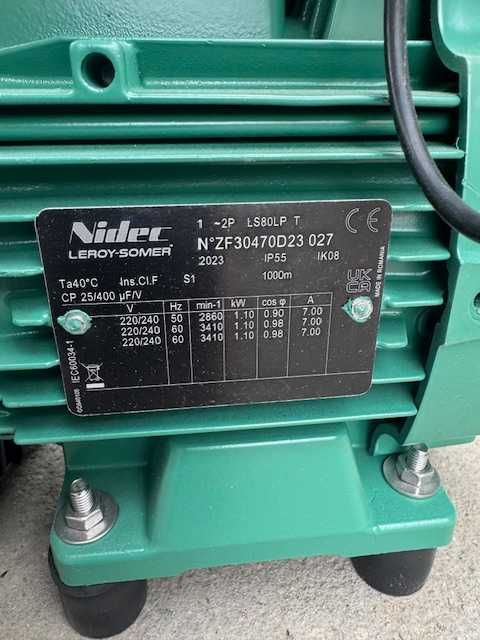 Nidec
LEROY-SOMER™
1 ~2P LS80LP T
CE
N°ZF30470D23 027
2023 IP55 IK08
Ta40°C Ins.Cl.F S1 1000m
CP 25/400 µF/V
UK CA
MADE IN ROMANIA
V Hz min-1 kW cos φ A
220/240 50 2860 1.10 0.90 7.00
220/240 60 3410 1.10 0.98 7.00
220/240 60 3410 1.10 0.98 7.00
IEC60034-1